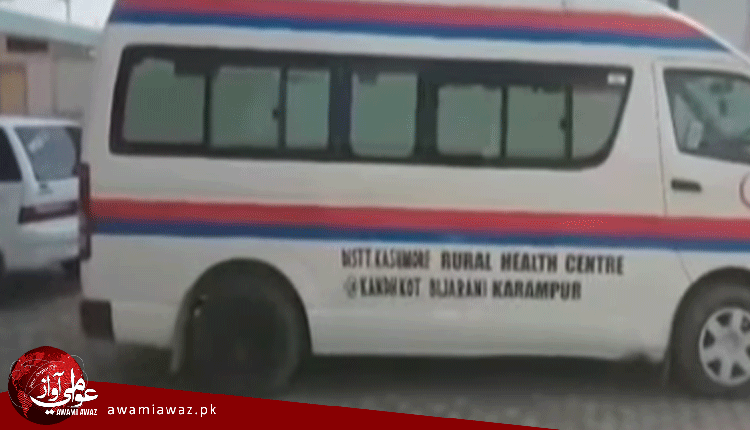 DISTT.KASHMORE RURAL HEALTH CENTRE
@KANDHKOT BIJARANI KARAMPUR
عوامی آواز
AWAMI AWAZ
awamiawaz.pk